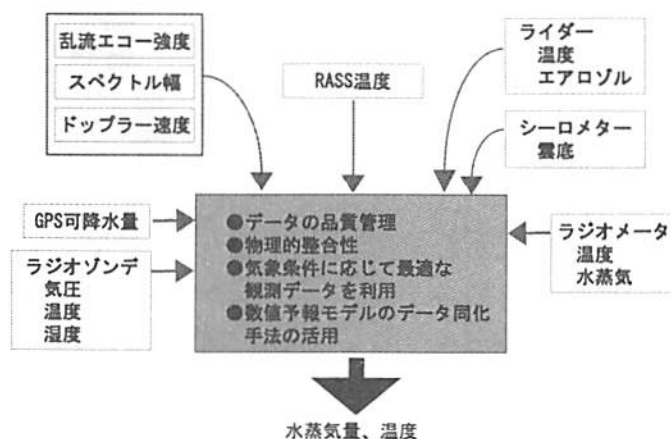 乱流エコー強度
スペクトル幅
ドップラー速度
RASS温度
ライダー
温度
エアロゾル
シーロメター
雲底
GPS可降水量
ラジオゾンデ
気圧
温度
湿度
●データの品質管理
●物理的整合性
●気象条件に応じて最適な
観測データを利用
●数値予報モデルのデータ同化
手法の活用
ラジオメータ
温度
水蒸気
水蒸気量、温度